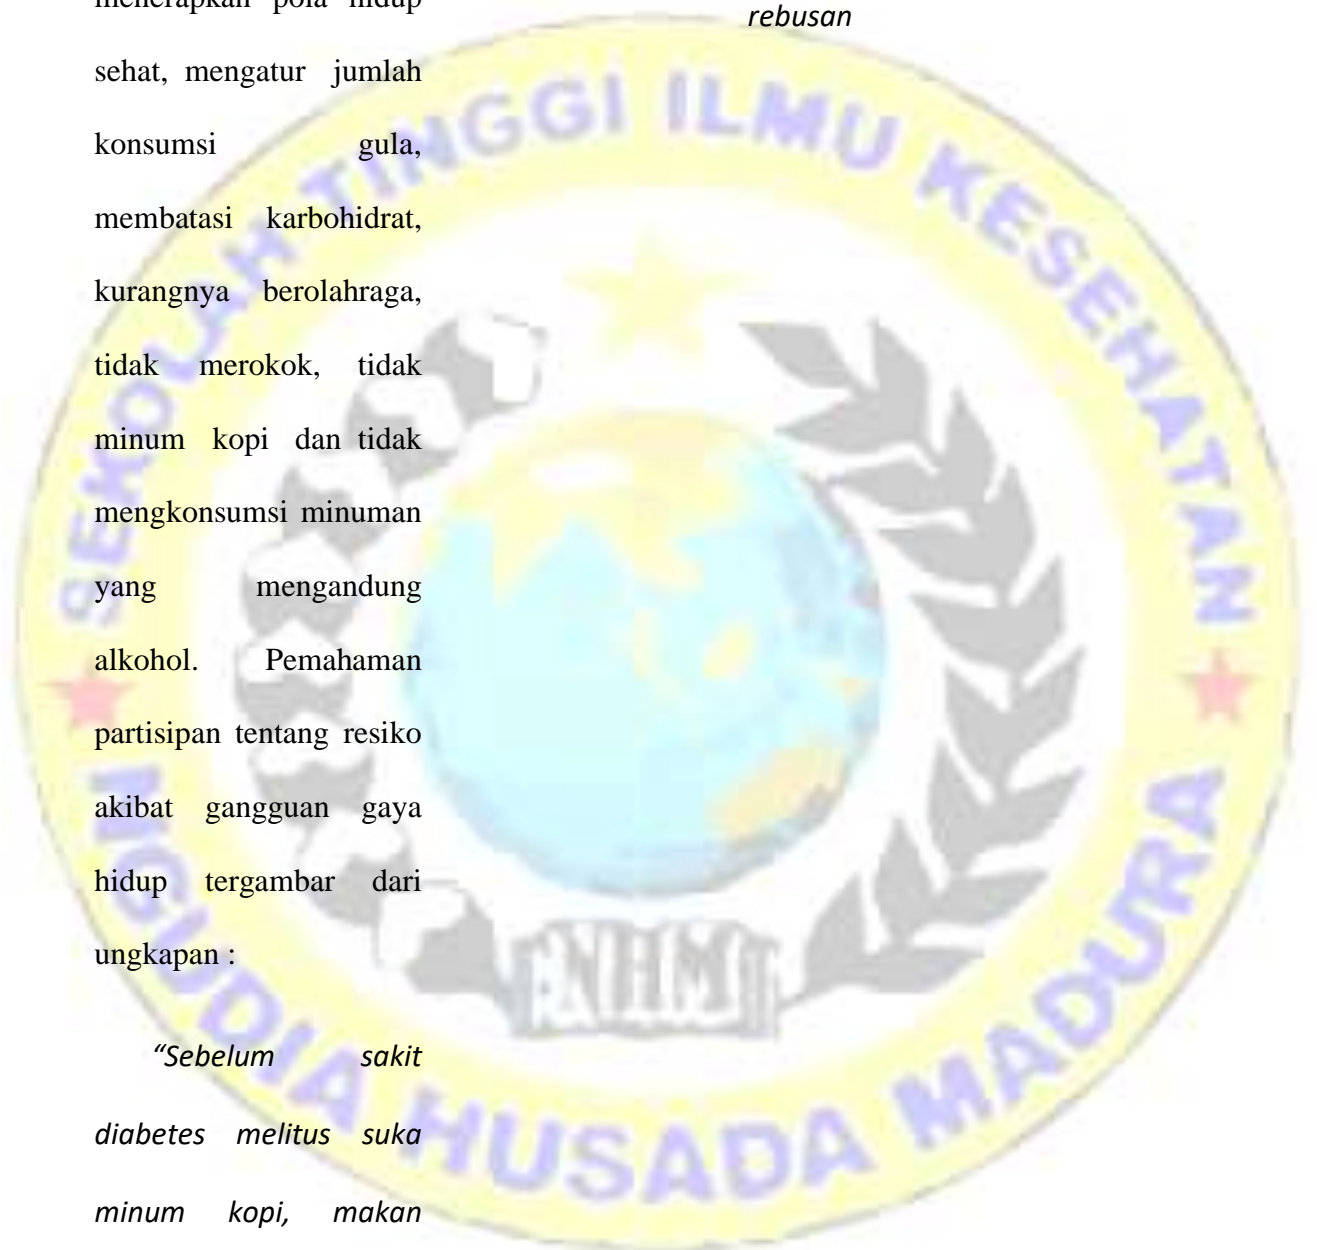 menerapkan pola hidup
sehat, mengatur jumlah
konsumsi gula,
membatasi karbohidrat,
kurangnya berolahraga,
tidak merokok, tidak
minum kopi dan tidak
mengkonsumsi minuman
yang mengandung
alkohol. Pemahaman
partisipan tentang resiko
akibat gangguan gaya
hidup tergambar dari
ungkapan :
“Sebelum sakit
diabetes melitus suka
minum kopi, makan
rebusan
SEKOLAH TINGGI ILMU KESEHATAN
NGUDIA HUSADA MADURA